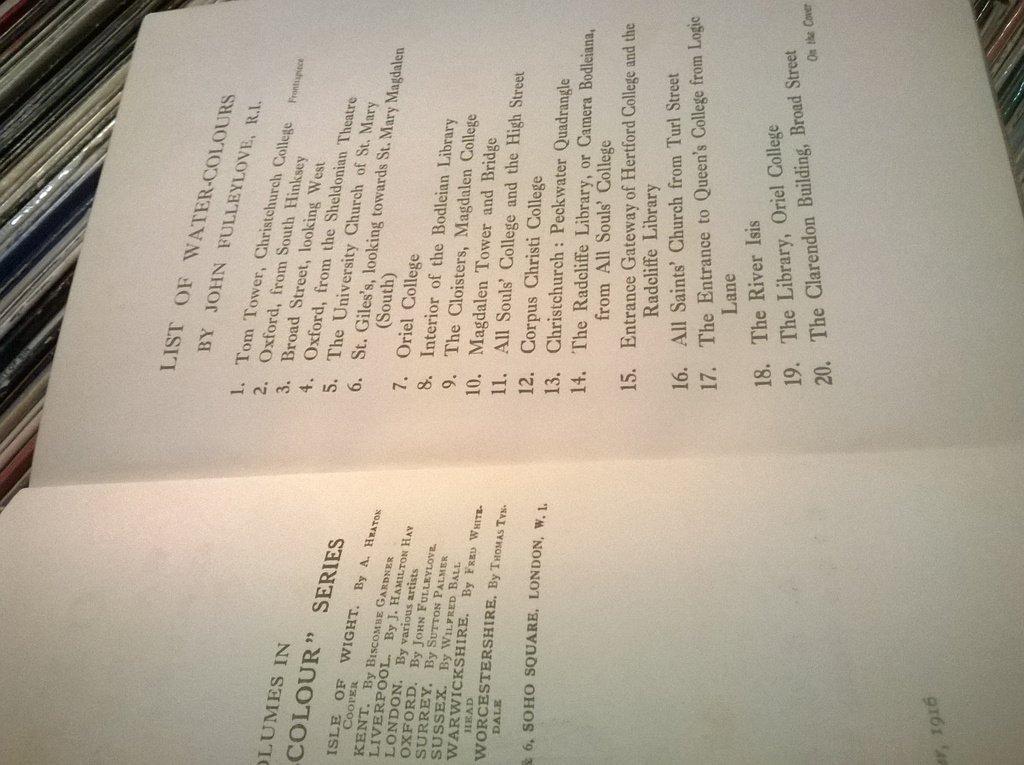 OLUMES IN
COLOUR" SERIES
ISLE OF WIGHT. By A. HEATON
COOPER
KENT. By BISCOMBE GARDNER
LIVERPOOL. By J. HAMILTON HAY
LONDON. By various artists
OXFORD. By JOHN FULLEYLOVE.
SURREY. By SUTTON PALMER
SUSSEX. By WILFRED BALL
WARWICKSHIRE. By FRED WHITE-
HEAD
WORCESTERSHIRE. By THOMAS TYN-
DALE
& 6, SOHO SQUARE, LONDON, W. 1.
1916
LIST OF WATER-COLOURS
BY JOHN FULLEYLOVE, R.I.
1. Tom Tower, Christchurch College Frontispiece
2. Oxford, from South Hinksey
3. Broad Street, looking West
4. Oxford, from the Sheldonian Theatre
5. The University Church of St. Mary
6. St. Giles's, looking towards St. Mary Magdalen
(South)
7. Oriel College
8. Interior of the Bodleian Library
9. The Cloisters, Magdalen College
10. Magdalen Tower and Bridge
11. All Souls' College and the High Street
12. Corpus Christi College
13. Christchurch : Peckwater Quadrangle
14. The Radcliffe Library, or Camera Bodleiana,
from All Souls' College
15. Entrance Gateway of Hertford College and the
Radcliffe Library
16. All Saints' Church from Turl Street
17. The Entrance to Queen's College from Logic
Lane
18. The River Isis
19. The Library, Oriel College
20. The Clarendon Building, Broad Street
On the Cover